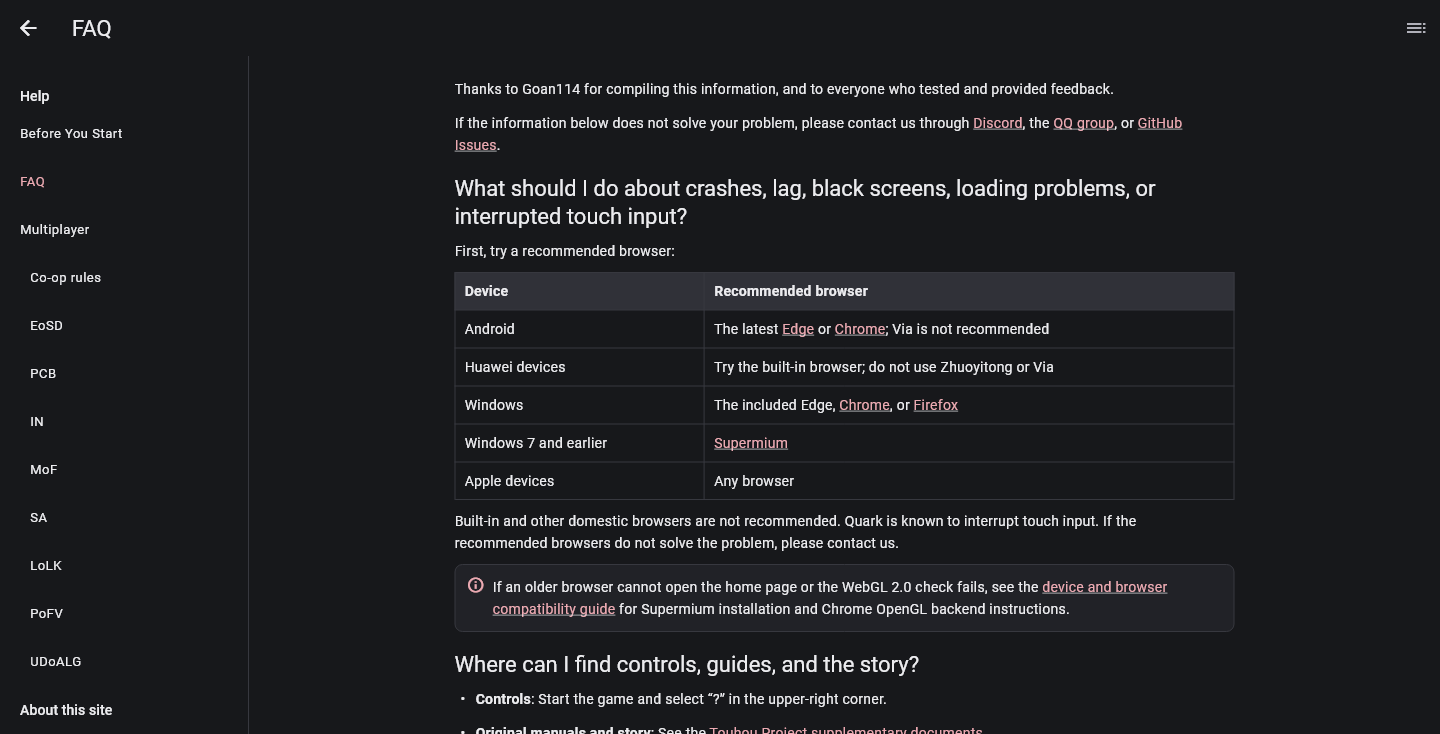 FAQ
Help
Before You Start
FAQ
Multiplayer
Co-op rules
EoSD
PCB
IN
MoF
SA
LoLK
PoFV
UDoALG
About this site
Thanks to Goan114 for compiling this information, and to everyone who tested and provided feedback.
If the information below does not solve your problem, please contact us through Discord, the QQ group, or GitHub
Issues.
What should I do about crashes, lag, black screens, loading problems, or
interrupted touch input?
First, try a recommended browser:
Device Recommended browser
Android The latest Edge or Chrome; Via is not recommended
Huawei devices Try the built-in browser; do not use Zhuoyitong or Via
Windows The included Edge, Chrome, or Firefox
Windows 7 and earlier Supermium
Apple devices Any browser
Built-in and other domestic browsers are not recommended. Quark is known to interrupt touch input. If the
recommended browsers do not solve the problem, please contact us.
If an older browser cannot open the home page or the WebGL 2.0 check fails, see the device and browser
compatibility guide for Supermium installation and Chrome OpenGL backend instructions.
Where can I find controls, guides, and the story?
• Controls: Start the game and select “?” in the upper-right corner.
• Original manuals and story: See the Touhou Project supplementary documents